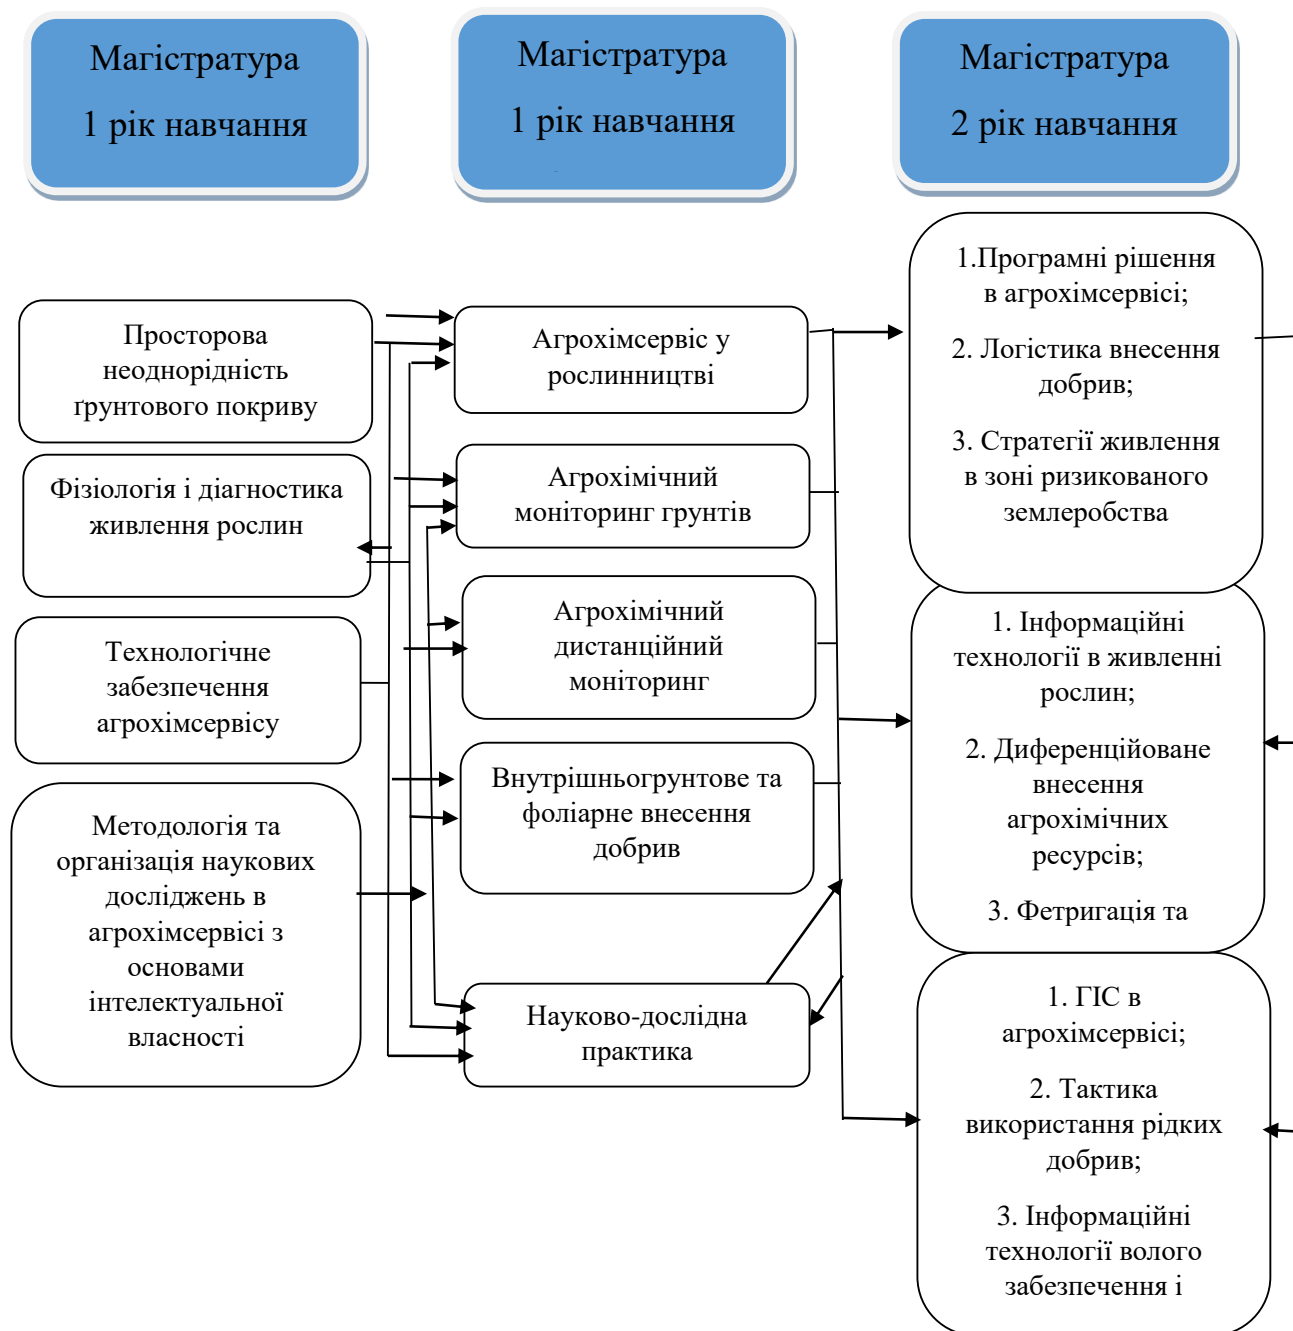 Магістратура
1 рік навчання
Магістратура
1 рік навчання
Магістратура
2 рік навчання
Просторова
неоднорідність
ґрунтового покриву
Фізіологія і діагностика
живлення рослин
Технологічне
забезпечення
агрохімсервісу
Методологія та
організація наукових
досліджень в
агрохімсервісі з
основами
інтелектуальної
власності
Агрохімсервіс у
рослинництві
Агрохімічний
моніторинг грунтів
Агрохімічний
дистанційний
моніторинг
Внутрішньогрунтове та
фоліарне внесення
добрив
Науково-дослідна
практика
1.Програмні рішення
в агрохімсервісі;
2. Логістика внесення
добрив;
3. Стратегії живлення
в зоні ризикованого
землеробства
1. Інформаційні
технології в живленні
рослин;
2. Диференційоване
внесення
агрохімічних
ресурсів;
3. Фетригація та
1. ГІС в
агрохімсервісі;
2. Тактика
використання рідких
добрив;
3. Інформаційні
технології волого
забезпечення і